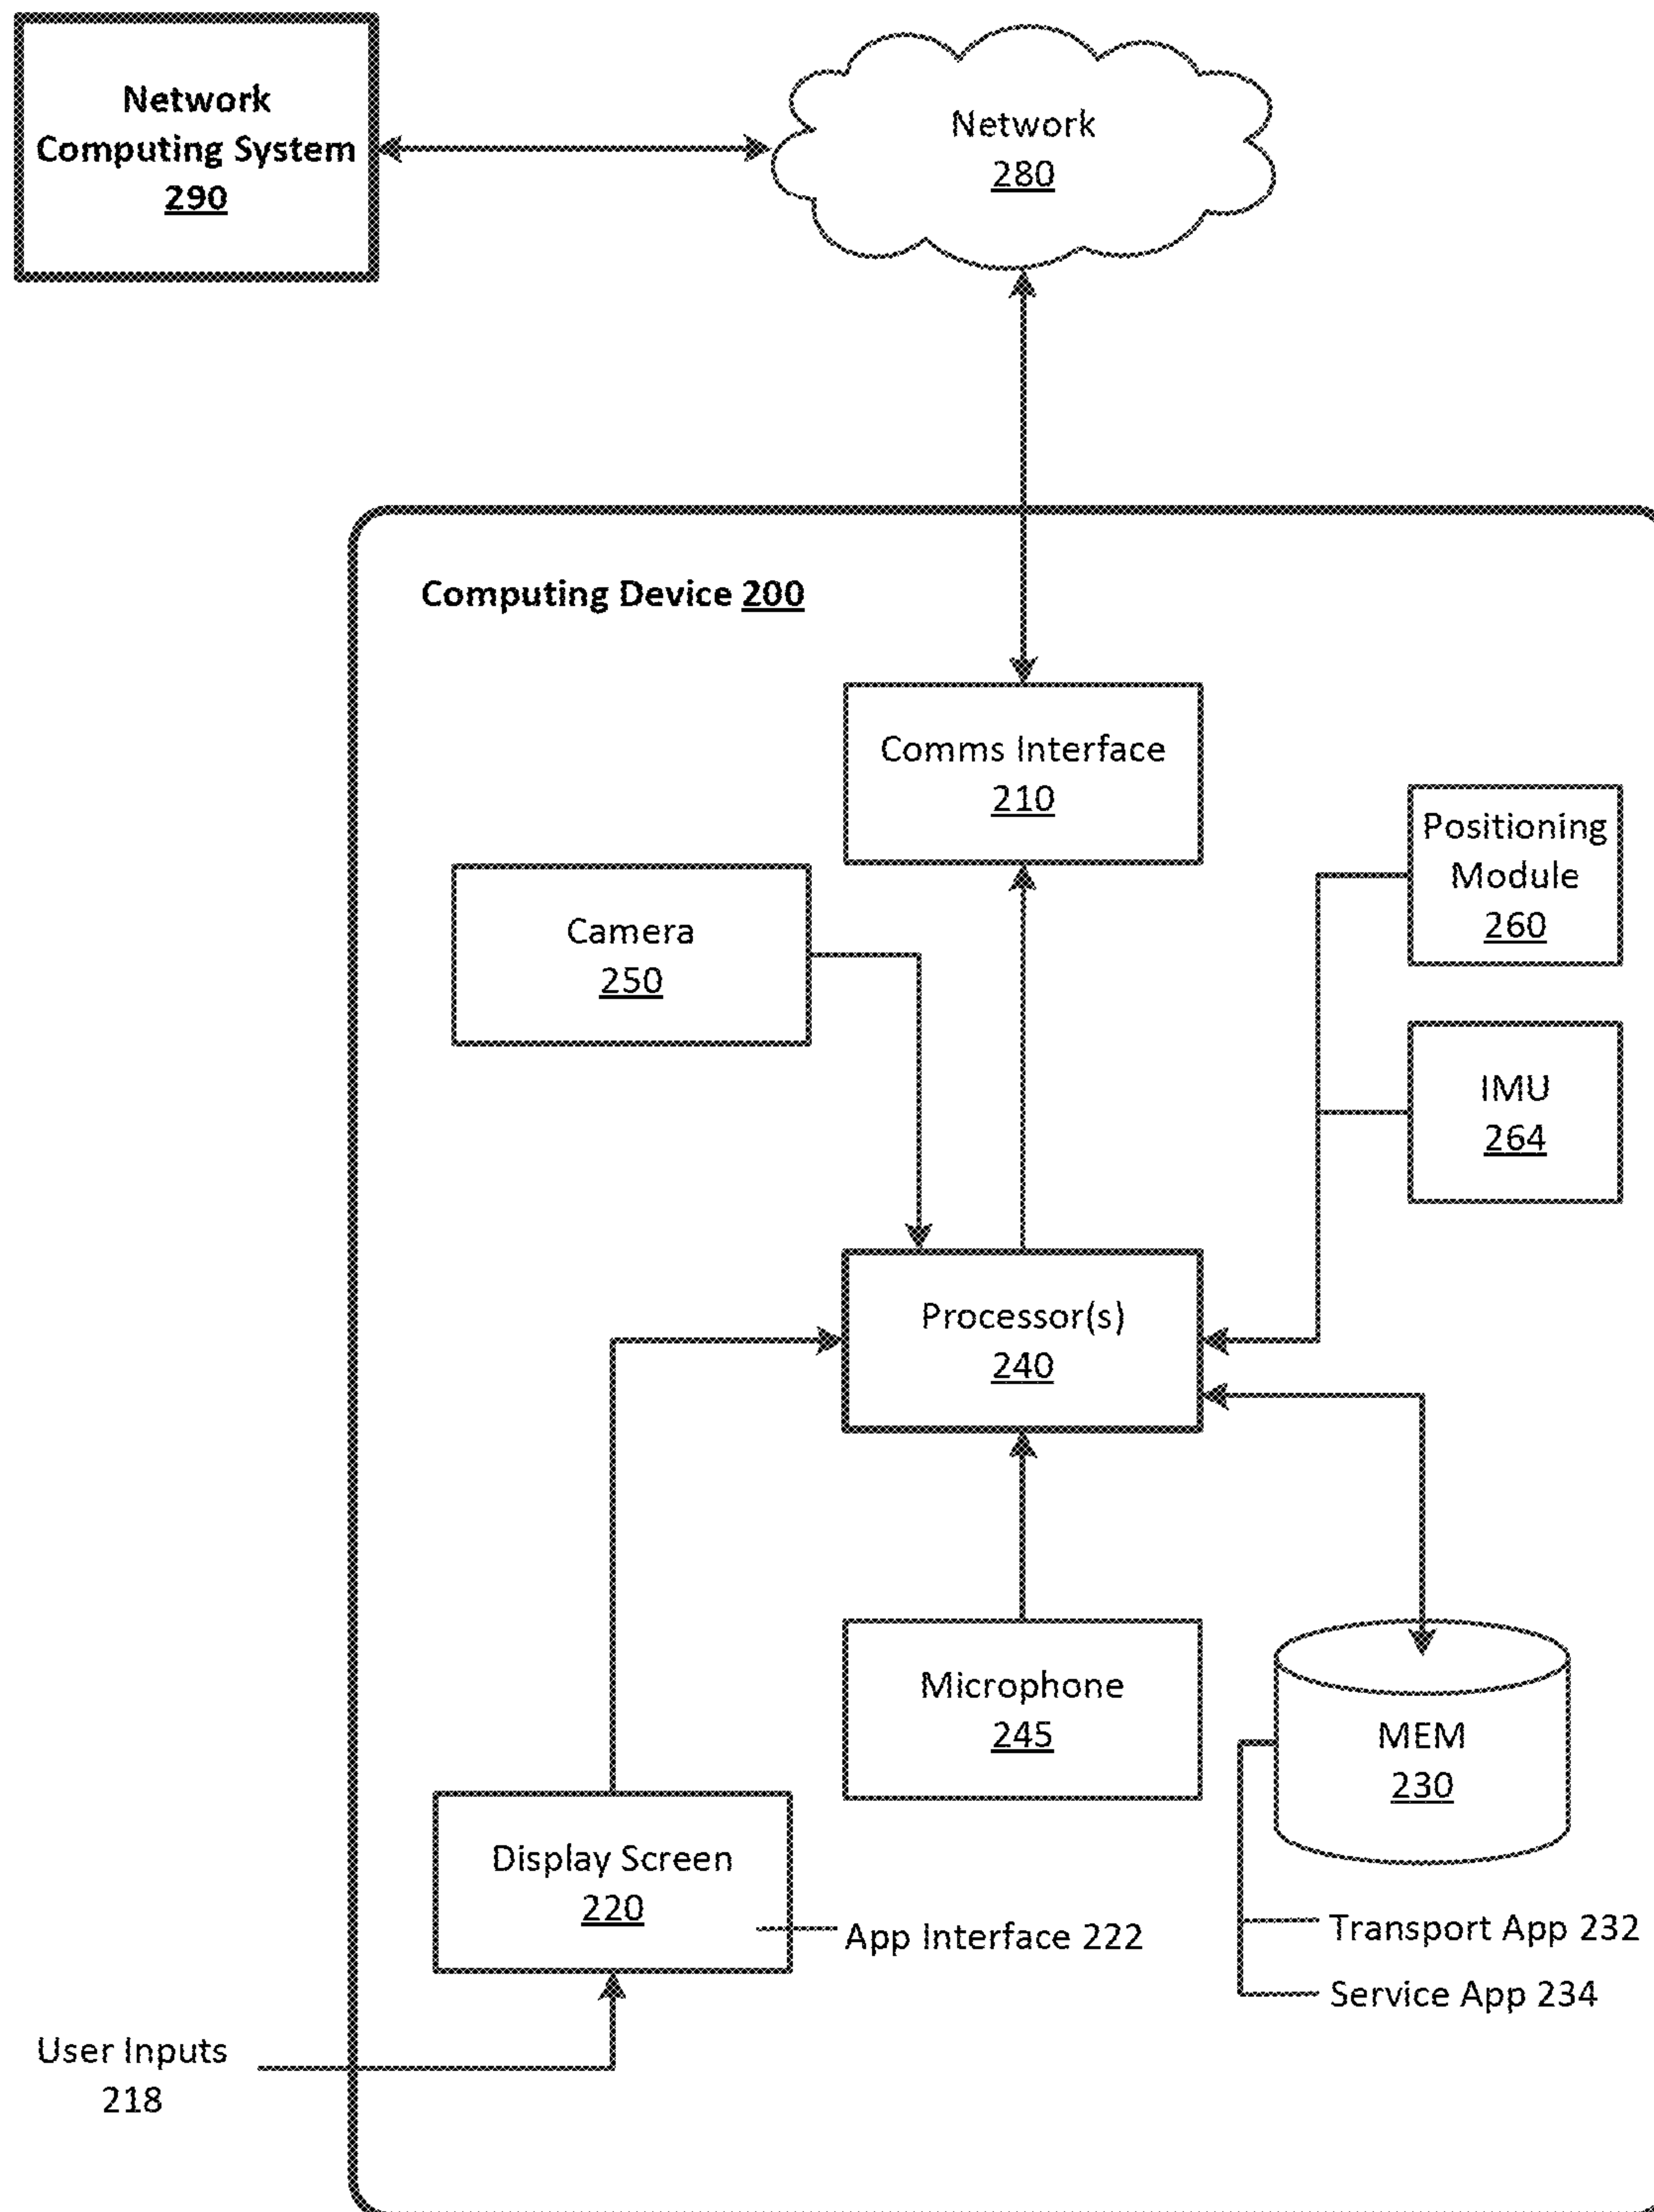 Network
Computing System
290
Network
280
Computing Device 200
Comms Interface
210
Positioning
Module
260
Camera
250
IMU
264
Processor(s)
240
Microphone
245
MEM
230
Display Screen
220
App Interface 222
Transport App 232
Service App 234
User Inputs
218